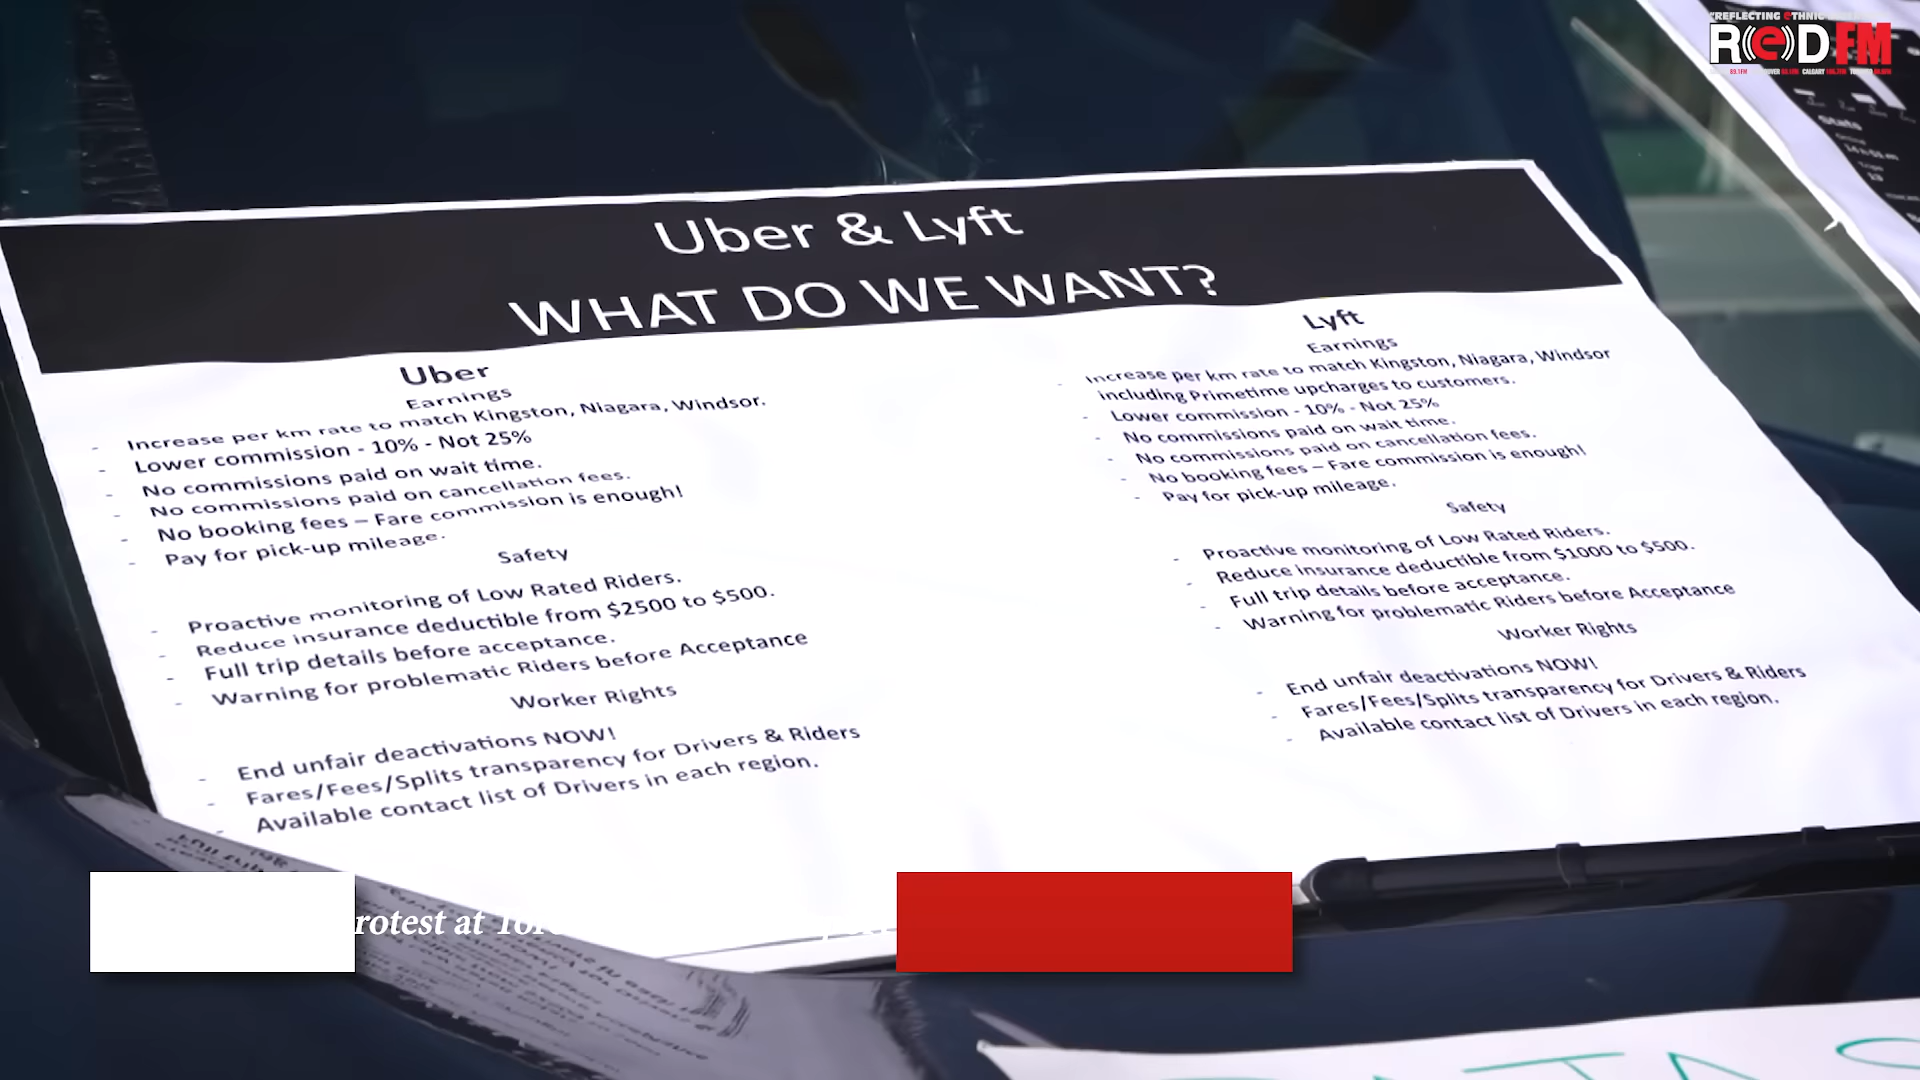 REFLECTING eTHNIC
ReD FM
Uber & Lyft
WHAT DO WE WANT?
Uber
Earnings
- Increase per km rate to match Kingston, Niagara, Windsor.
- Lower commission - 10% - Not 25%
- No commissions paid on wait time.
- No commissions paid on cancellation fees.
- No booking fees – Fare commission is enough!
- Pay for pick-up mileage.
Safety
- Proactive monitoring of Low Rated Riders.
- Reduce insurance deductible from $2500 to $500.
- Full trip details before acceptance.
- Warning for problematic Riders before Acceptance
Worker Rights
- End unfair deactivations NOW!
- Fares/Fees/Splits transparency for Drivers & Riders
- Available contact list of Drivers in each region.
Lyft
Earnings
- Increase per km rate to match Kingston, Niagara, Windsor
including Primetime upcharges to customers.
- Lower commission - 10% - Not 25%
- No commissions paid on wait time.
- No commissions paid on cancellation fees.
- No booking fees – Fare commission is enough!
- Pay for pick-up mileage.
Safety
- Proactive monitoring of Low Rated Riders.
- Reduce insurance deductible from $1000 to $500.
- Full trip details before acceptance.
- Warning for problematic Riders before Acceptance
Worker Rights
- End unfair deactivations NOW!
- Fares/Fees/Splits transparency for Drivers & Riders
- Available contact list of Drivers in each region.
Stats
rotest at